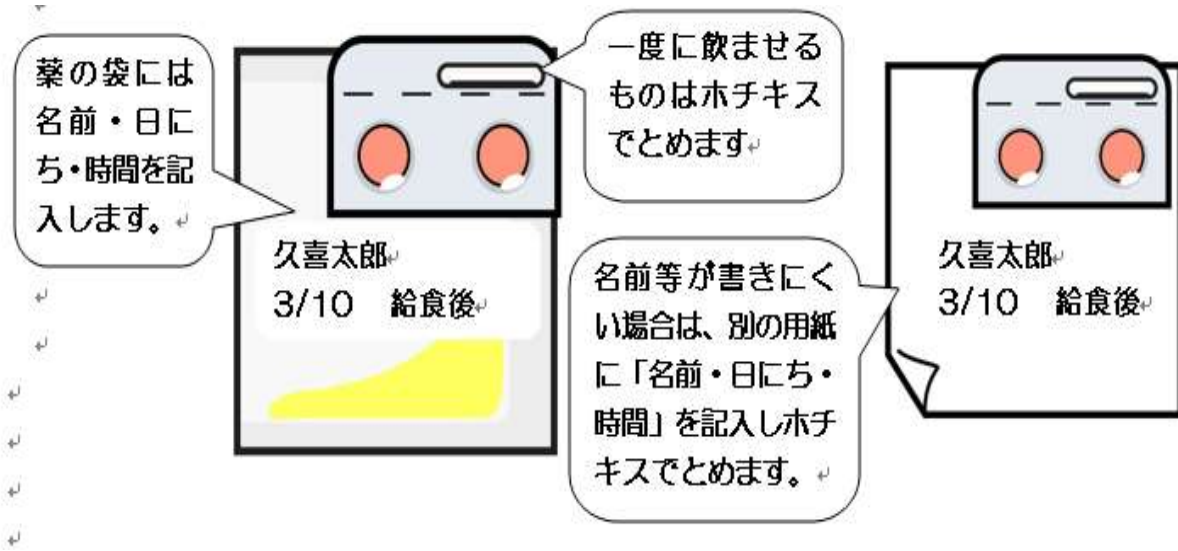 薬の袋には
名前・日に
ち・時間を記
入します。
一度に飲ませる
ものはホチキス
でとめます
久喜太郎
3/10 給食後
名前等が書きにく
い場合は、別の用紙
に「名前・日にち・
時間」を記入しホチ
キスでとめます。
久喜太郎
3/10 給食後